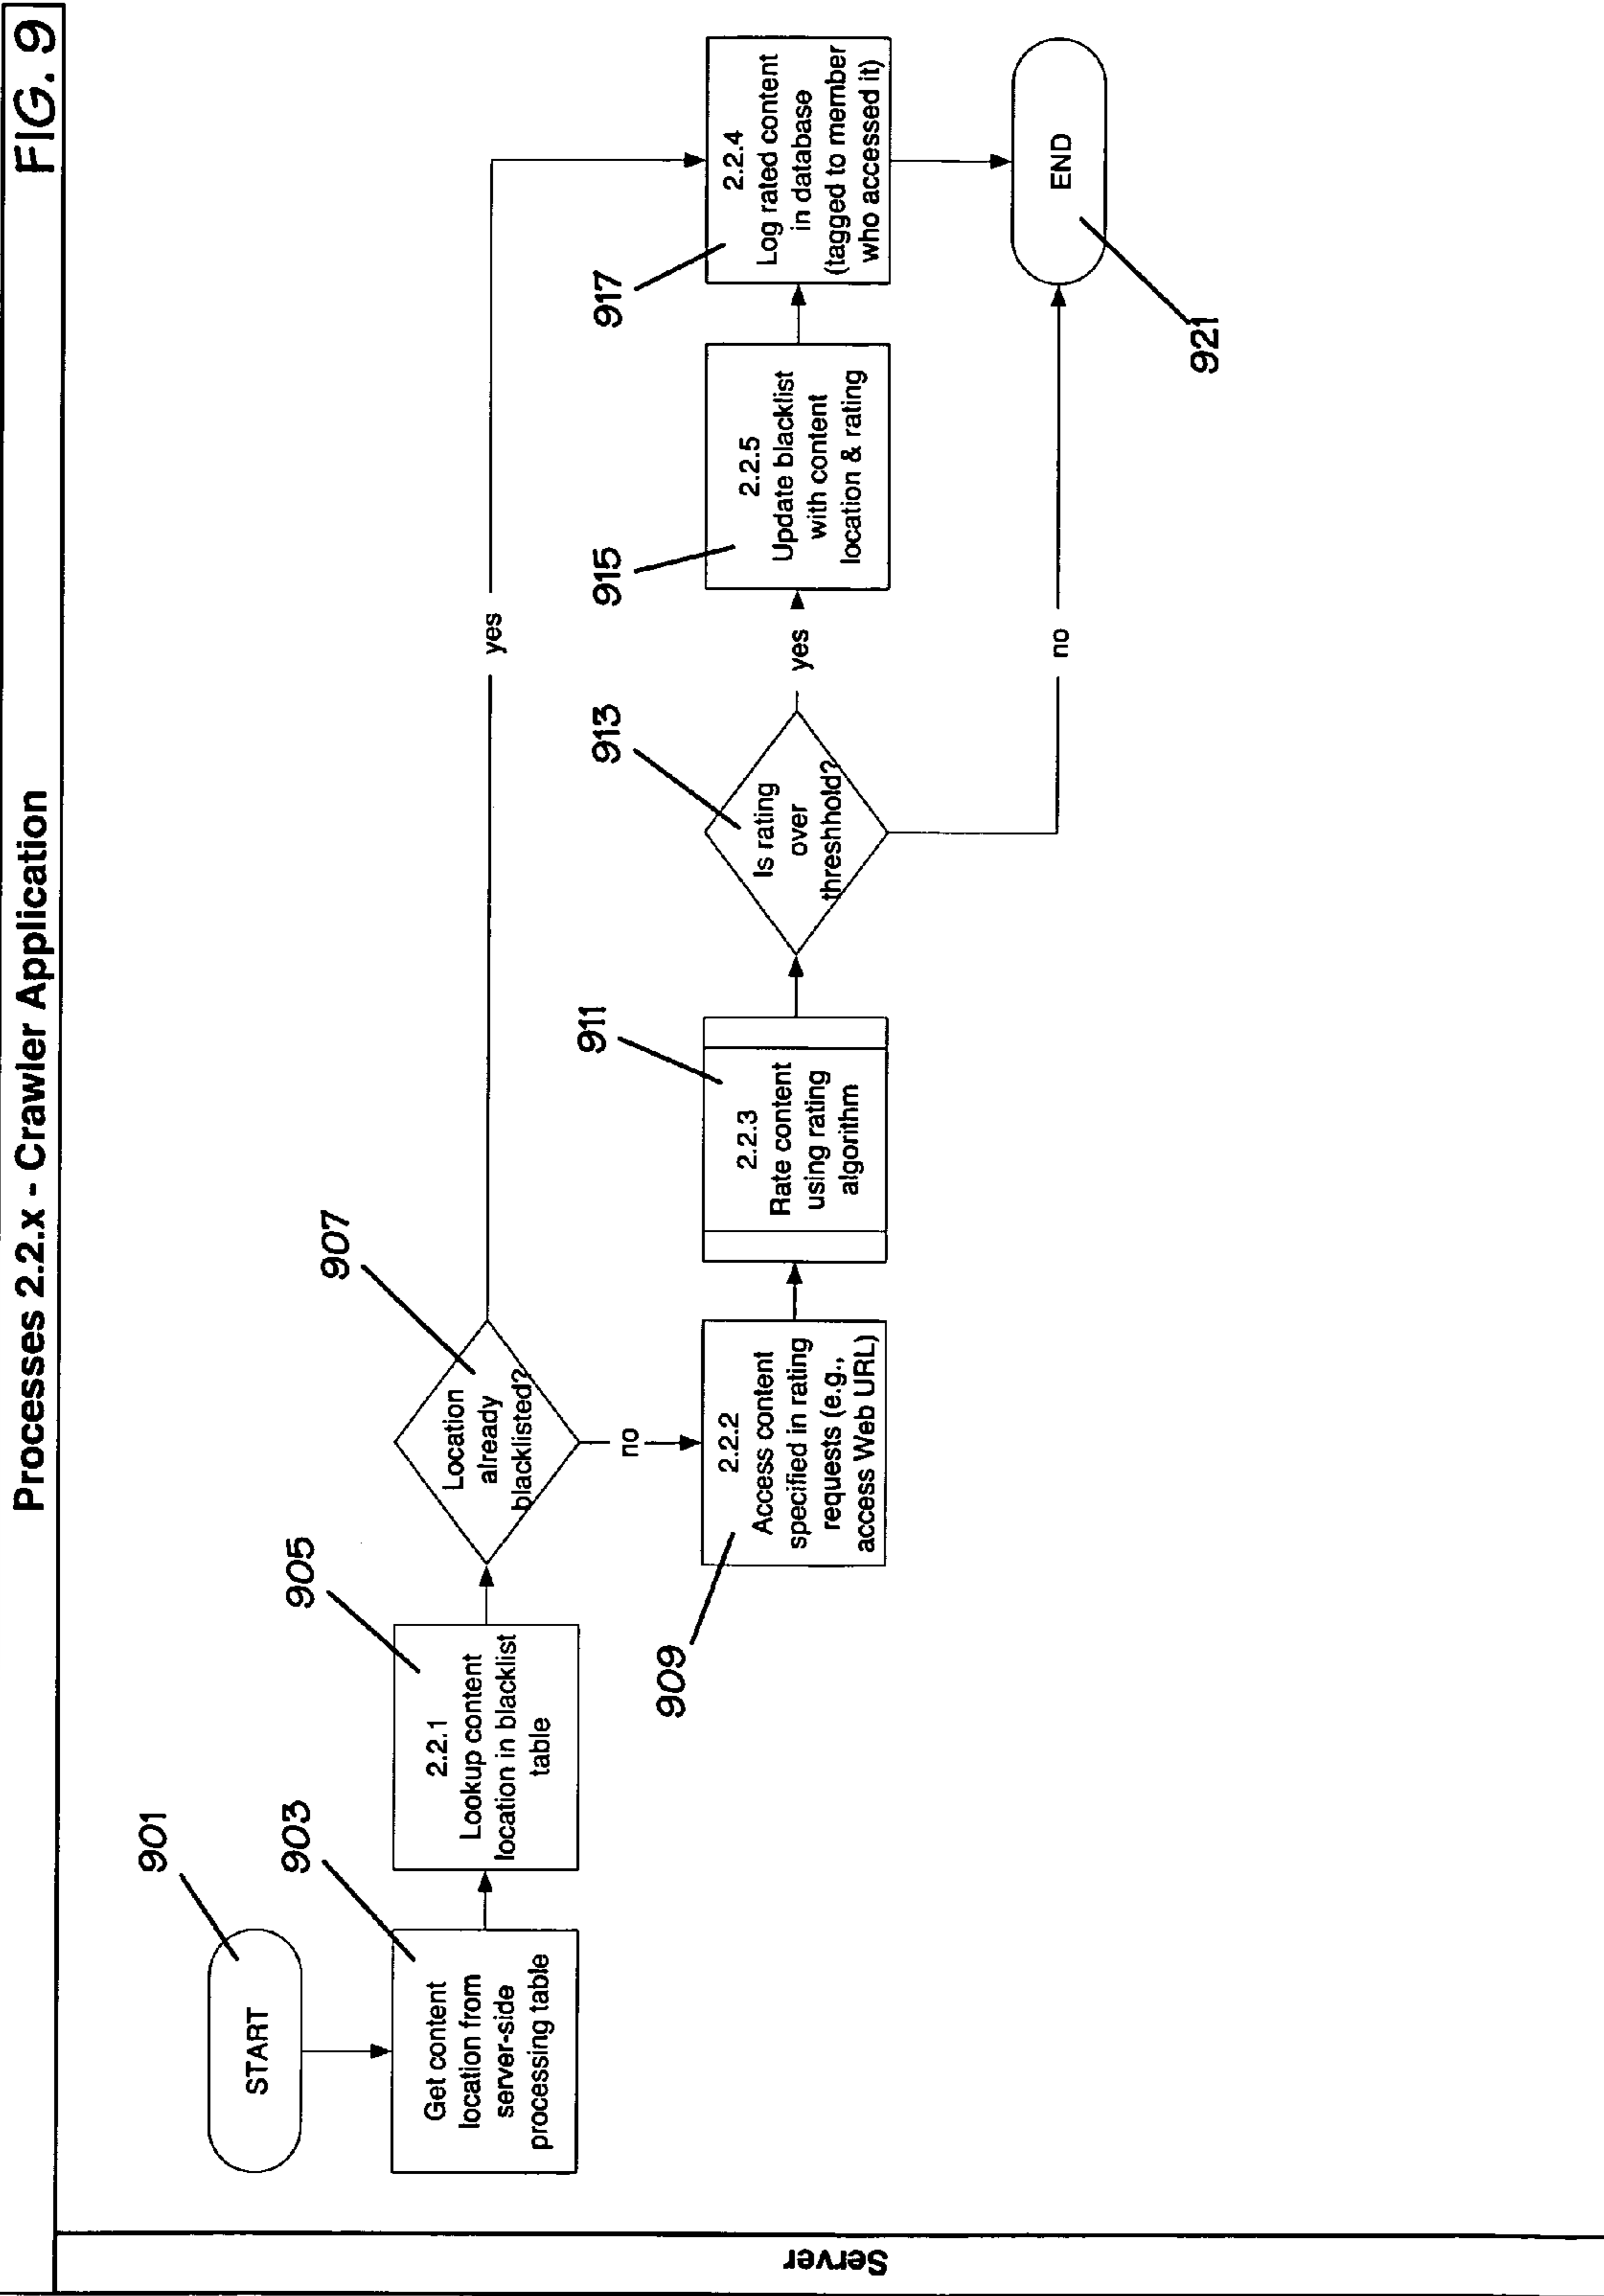 Processes 2.2.x - Crawler Application
FIG. 9
Server
901
START
903
Get content
location from
server-side
processing table
905
2.2.1
Lookup content
location in blacklist
table
907
Location
already
blacklisted?
yes
no
909
2.2.2
Access content
specified in rating
requests (e.g.,
access Web URL)
911
2.2.3
Rate content
using rating
algorithm
913
Is rating
over
threshhold?
yes
no
915
2.2.5
Update blacklist
with content
location & rating
917
2.2.4
Log rated content
in database
(tagged to member
who accessed it)
END
921